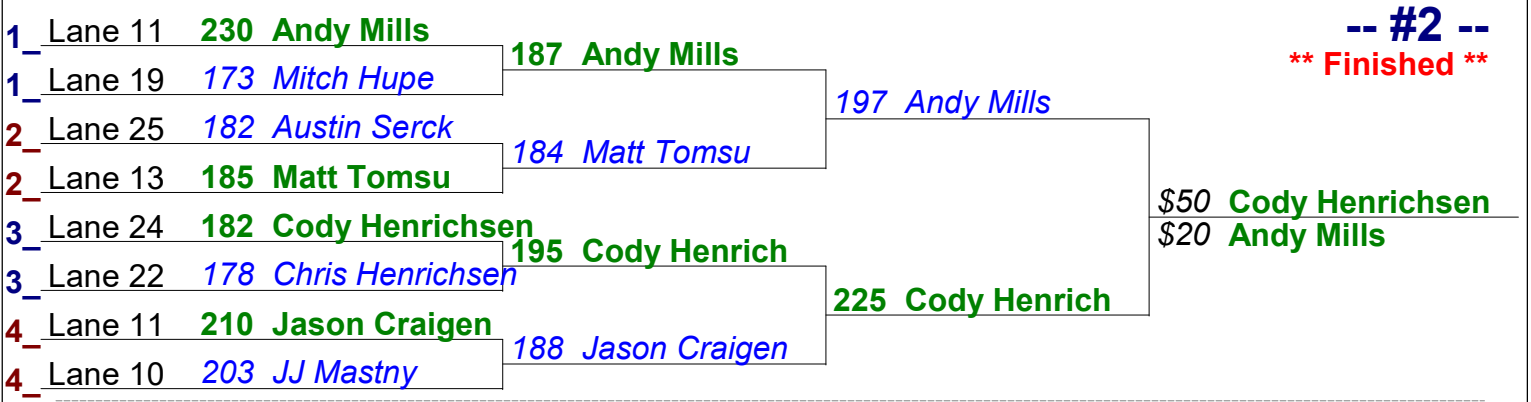 -- #2 --
** Finished **
1_ Lane 11 230 Andy Mills
1_ Lane 19 173 Mitch Hupe
2_ Lane 25 182 Austin Serck
2_ Lane 13 185 Matt Tomsu
3_ Lane 24 182 Cody Henrichsen
3_ Lane 22 178 Chris Henrichsen
4_ Lane 11 210 Jason Craigen
4_ Lane 10 203 JJ Mastny
187 Andy Mills
184 Matt Tomsu
195 Cody Henrich
188 Jason Craigen
197 Andy Mills
225 Cody Henrich
$50 Cody Henrichsen
$20 Andy Mills